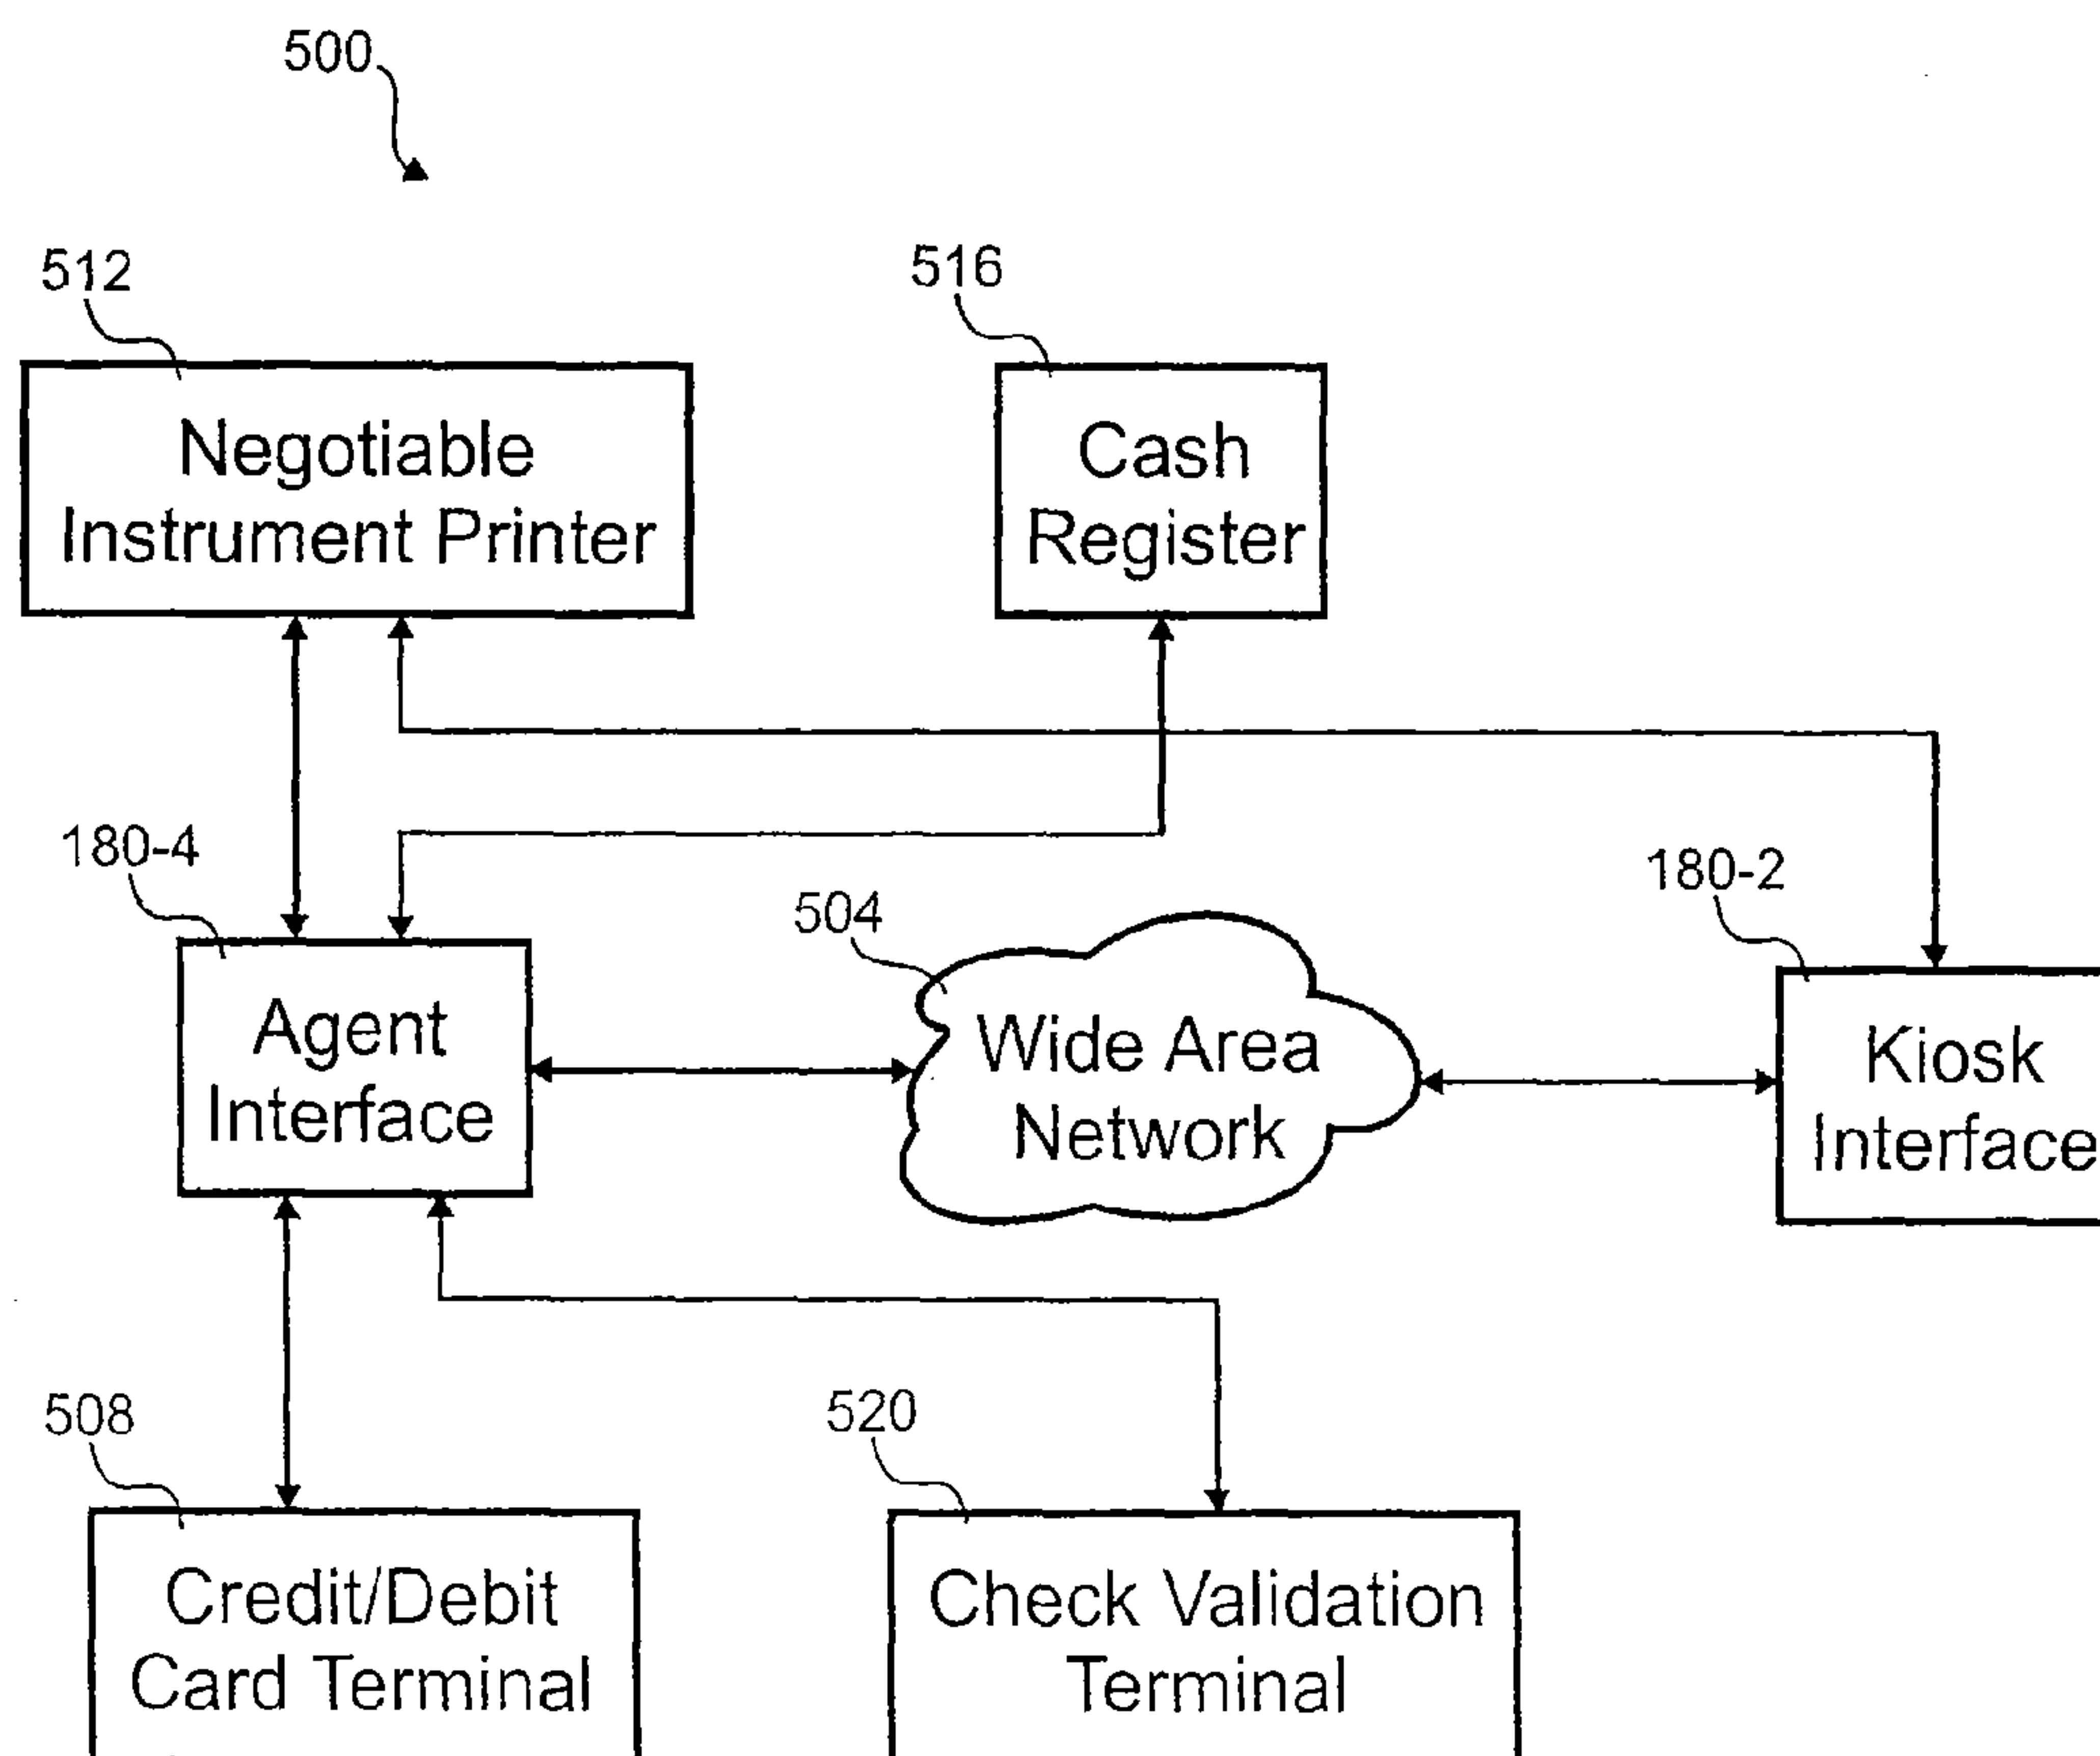 500
512
516
Negotiable
Instrument Printer
Cash
Register
180-4
504
180-2
Agent
Interface
Wide Area
Network
Kiosk
Interface
508
520
Credit/Debit
Card Terminal
Check Validation
Terminal